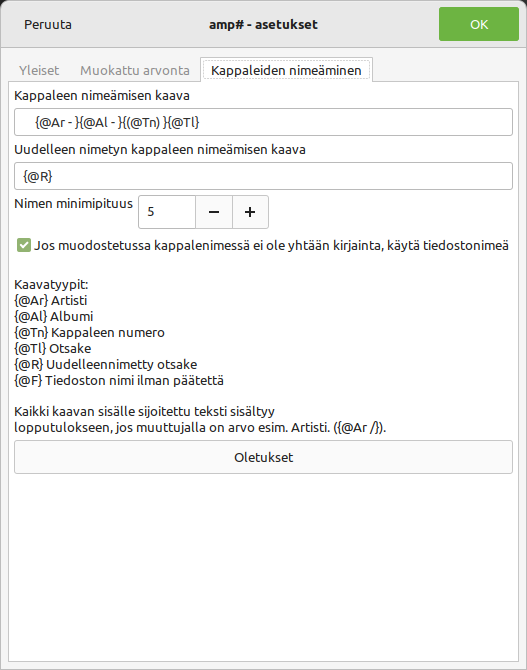 Peruuta
amp# - asetukset
OK
Yleiset
Mukattu arvonta
Kappaleiden nimeäminen
Kappaleen nimeämisen kaava
{@Ar - }{@Al - }{(@Tn) }{@Tl}
Uudelleen nimetyn kappaleen nimeämisen kaava
{@R}
Nimen minimipituus
5
Jos muodostetussa kappalenimessä ei ole yhtään kirjainta, käytä tiedostonimeä
Kaavatyypit:
{@Ar} Artisti
{@Al} Albumi
{@Tn} Kappaleen numero
{@Tl} Otsake
{@R} Uudelleennimetty otsake
{@F} Tiedoston nimi ilman päätettä
Kaikki kaavan sisälle sijoitettu teksti sisältyy
lopputulokseen, jos muuttujalla on arvo esim. Artisti. ({@Ar /}).
Oletukset